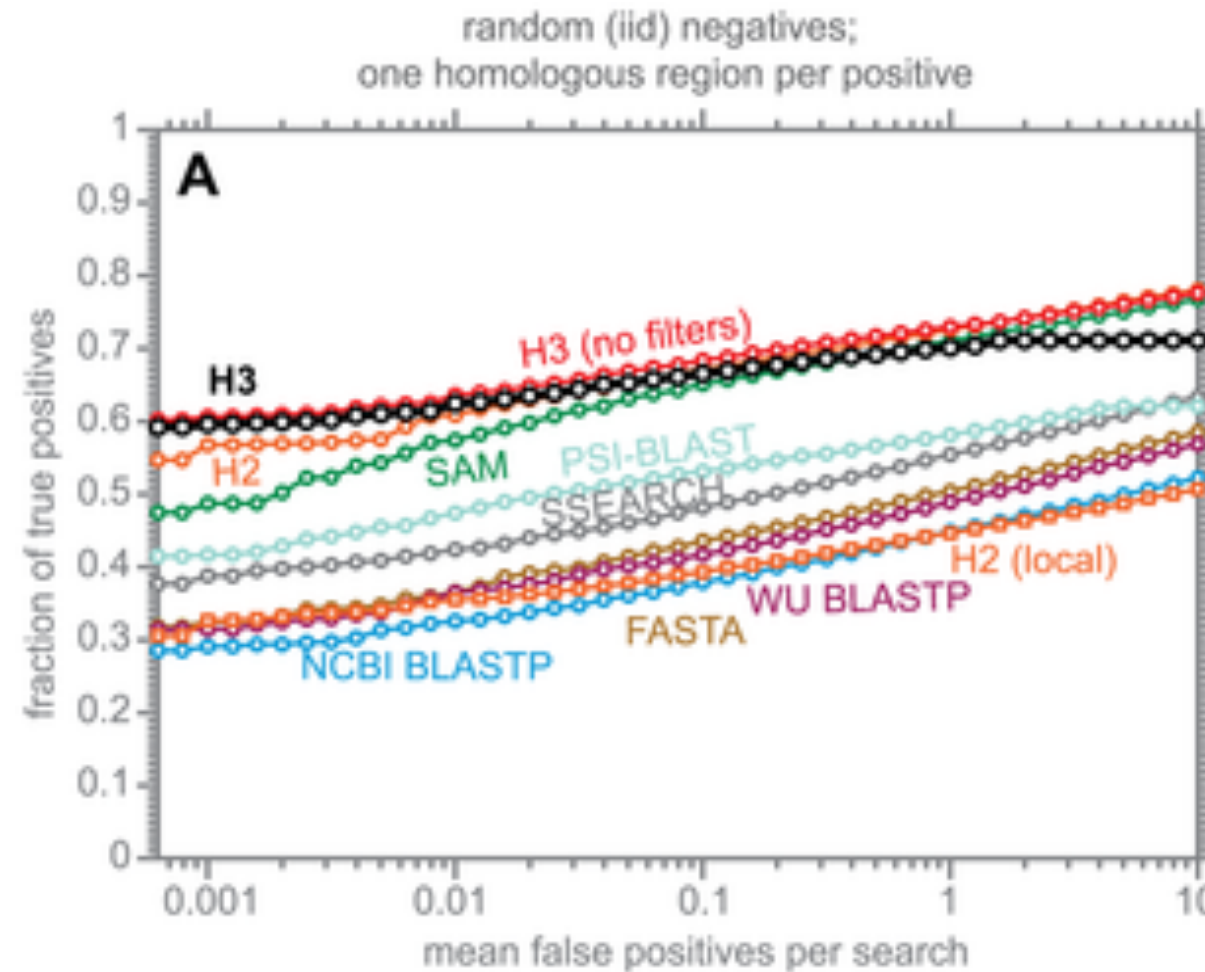 random (iid) negatives;
one homologous region per positive
A
1
0.9
0.8
0.7
0.6
0.5
0.4
0.3
0.2
0.1
0
fraction of true positives
H3 (no filters)
H3
H2
SAM
PSI-BLAST
SSEARCH
H2 (local)
WU BLASTP
FASTA
NCBI BLASTP
0.001 0.01 0.1 1 10
mean false positives per search